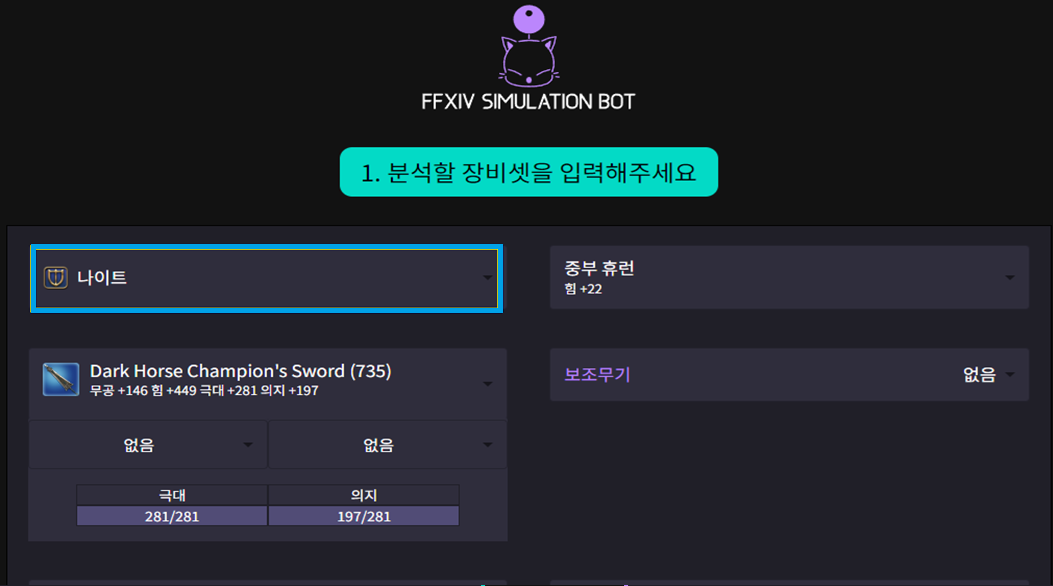 FFXIV SIMULATION BOT
1. 분석할 장비셋을 입력해주세요
나이트
중부 휴런
힘 +22
Dark Horse Champion's Sword (735)
무공 +146 힘 +449 극대 +281 의지 +197
보조무기 없음
없음 없음
극대 의지
281/281 197/281